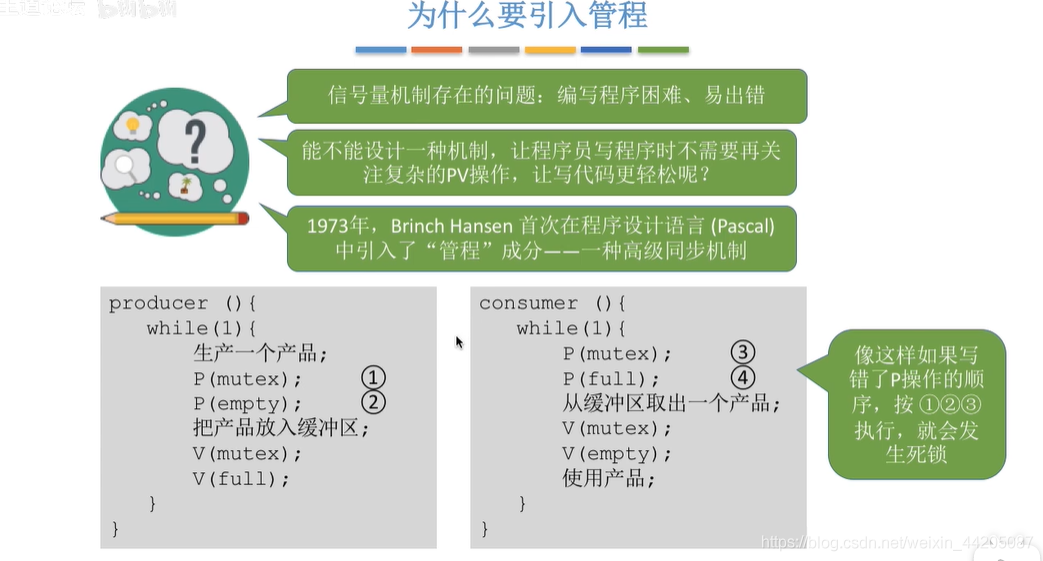 bilibili
为什么要引入管程
信号量机制存在的问题：编写程序困难、易出错
能不能设计一种机制，让程序员写程序时不需要再关
注复杂的PV操作，让写代码更轻松呢？
1973年，Brinch Hansen 首次在程序设计语言 (Pascal)
中引入了“管程”成分——一种高级同步机制
producer (){
while(1){
生产一个产品;
P(mutex); ①
P(empty); ②
把产品放入缓冲区;
V(mutex);
V(full);
}
}
consumer (){
while(1){
P(mutex); ③
P(full); ④
从缓冲区取出一个产品;
V(mutex);
V(empty);
使用产品;
}
}
像这样如果写
错了P操作的顺
序，按 ①②③
执行，就会发
生死锁